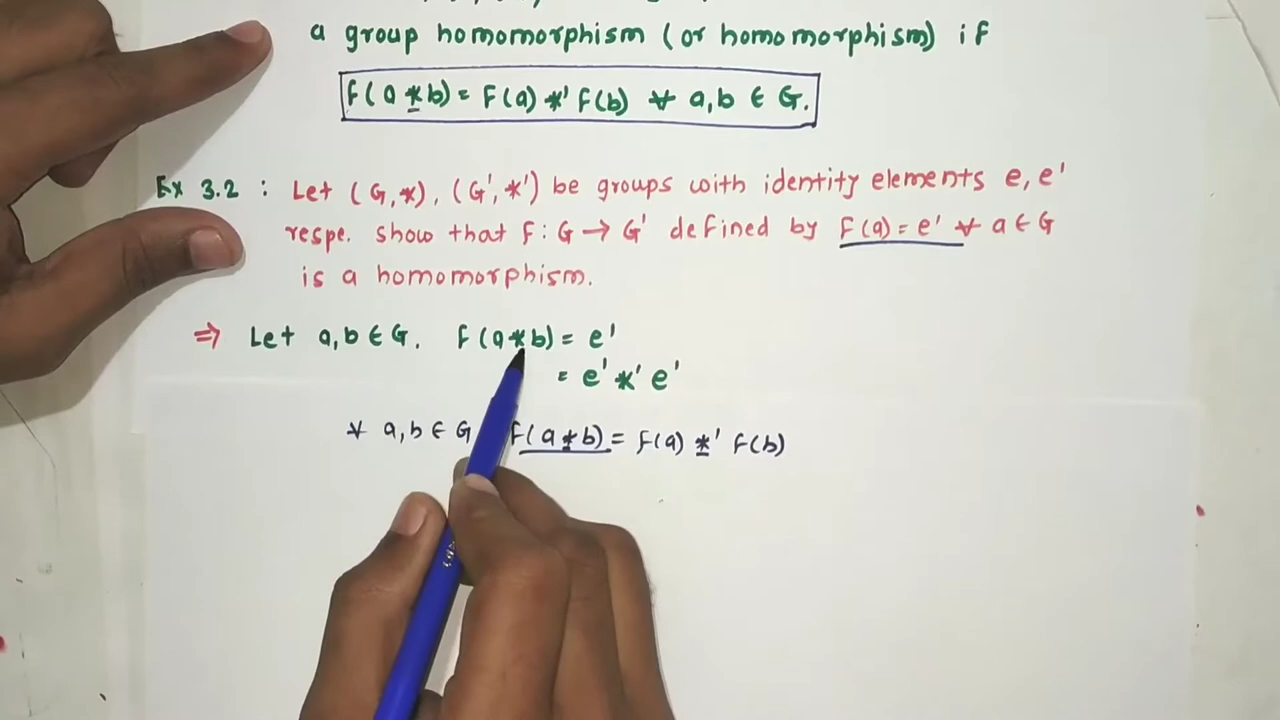 a group homomorphism (or homomorphism) if
f(a * b) = f(a) *' f(b) ∀ a,b ∈ G.
Ex 3.2 : Let (G,*), (G',*') be groups with identity elements e, e'
respe. show that f : G → G' defined by f(a) = e' ∀ a ∈ G
is a homomorphism.
⇒ Let a,b ∈ G. f(a*b) = e'
= e' *' e'
∀ a,b ∈ G f(a*b) = f(a) *' f(b)